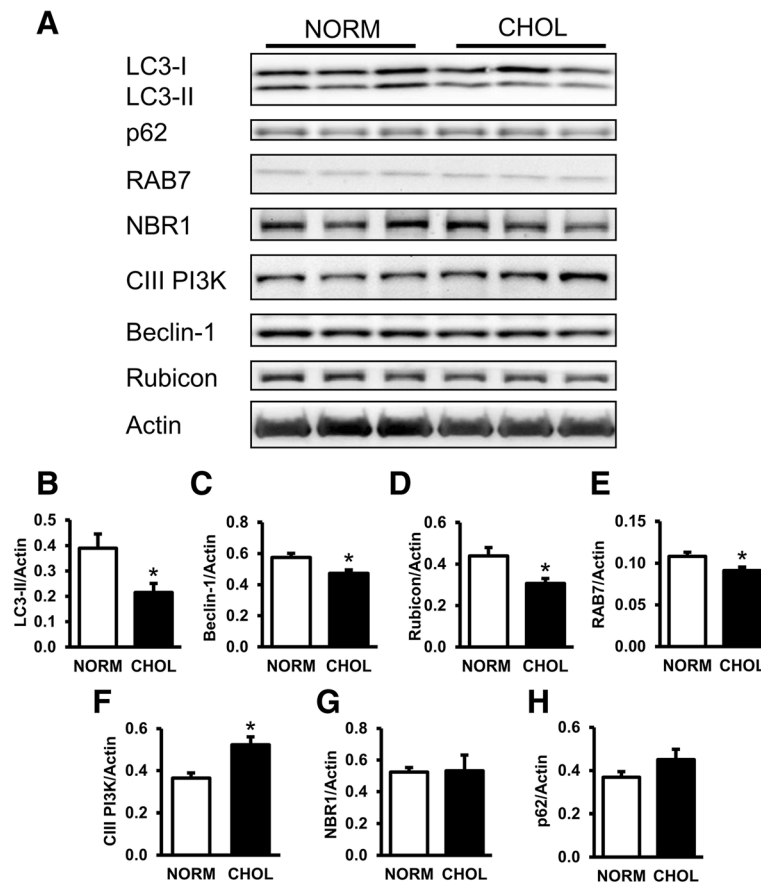 A
NORM CHOL
LC3-I
LC3-II
p62
RAB7
NBR1
CIII PI3K
Beclin-1
Rubicon
Actin
B C D E
LC3-II/Actin
0.5
0.4
0.3
0.2
0.1
0.0
*
NORM CHOL
Beclin-1/Actin
0.8
0.6
0.4
0.2
0.0
*
NORM CHOL
Rubicon/Actin
0.6
0.4
0.2
0.0
*
NORM CHOL
RAB7/Actin
0.15
0.10
0.05
0.00
*
NORM CHOL
F G H
CIII PI3K/Actin
0.6
0.4
0.2
0.0
*
NORM CHOL
NBR1/Actin
0.8
0.6
0.4
0.2
0.0
NORM CHOL
p62/Actin
0.6
0.4
0.2
0.0
NORM CHOL